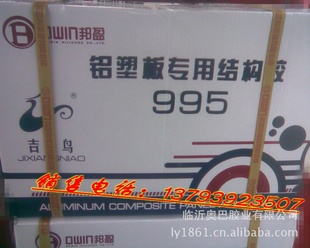 OWIN邦盈
铝塑板专用结构胶
995
吉鸟
JIXIANGNIAO
销售电话:13793923507
ALUMINUM COMPOSITE PAN
临沂奥巴胶业有限公司
ly1861.cn.1688.com
OWIN邦盈